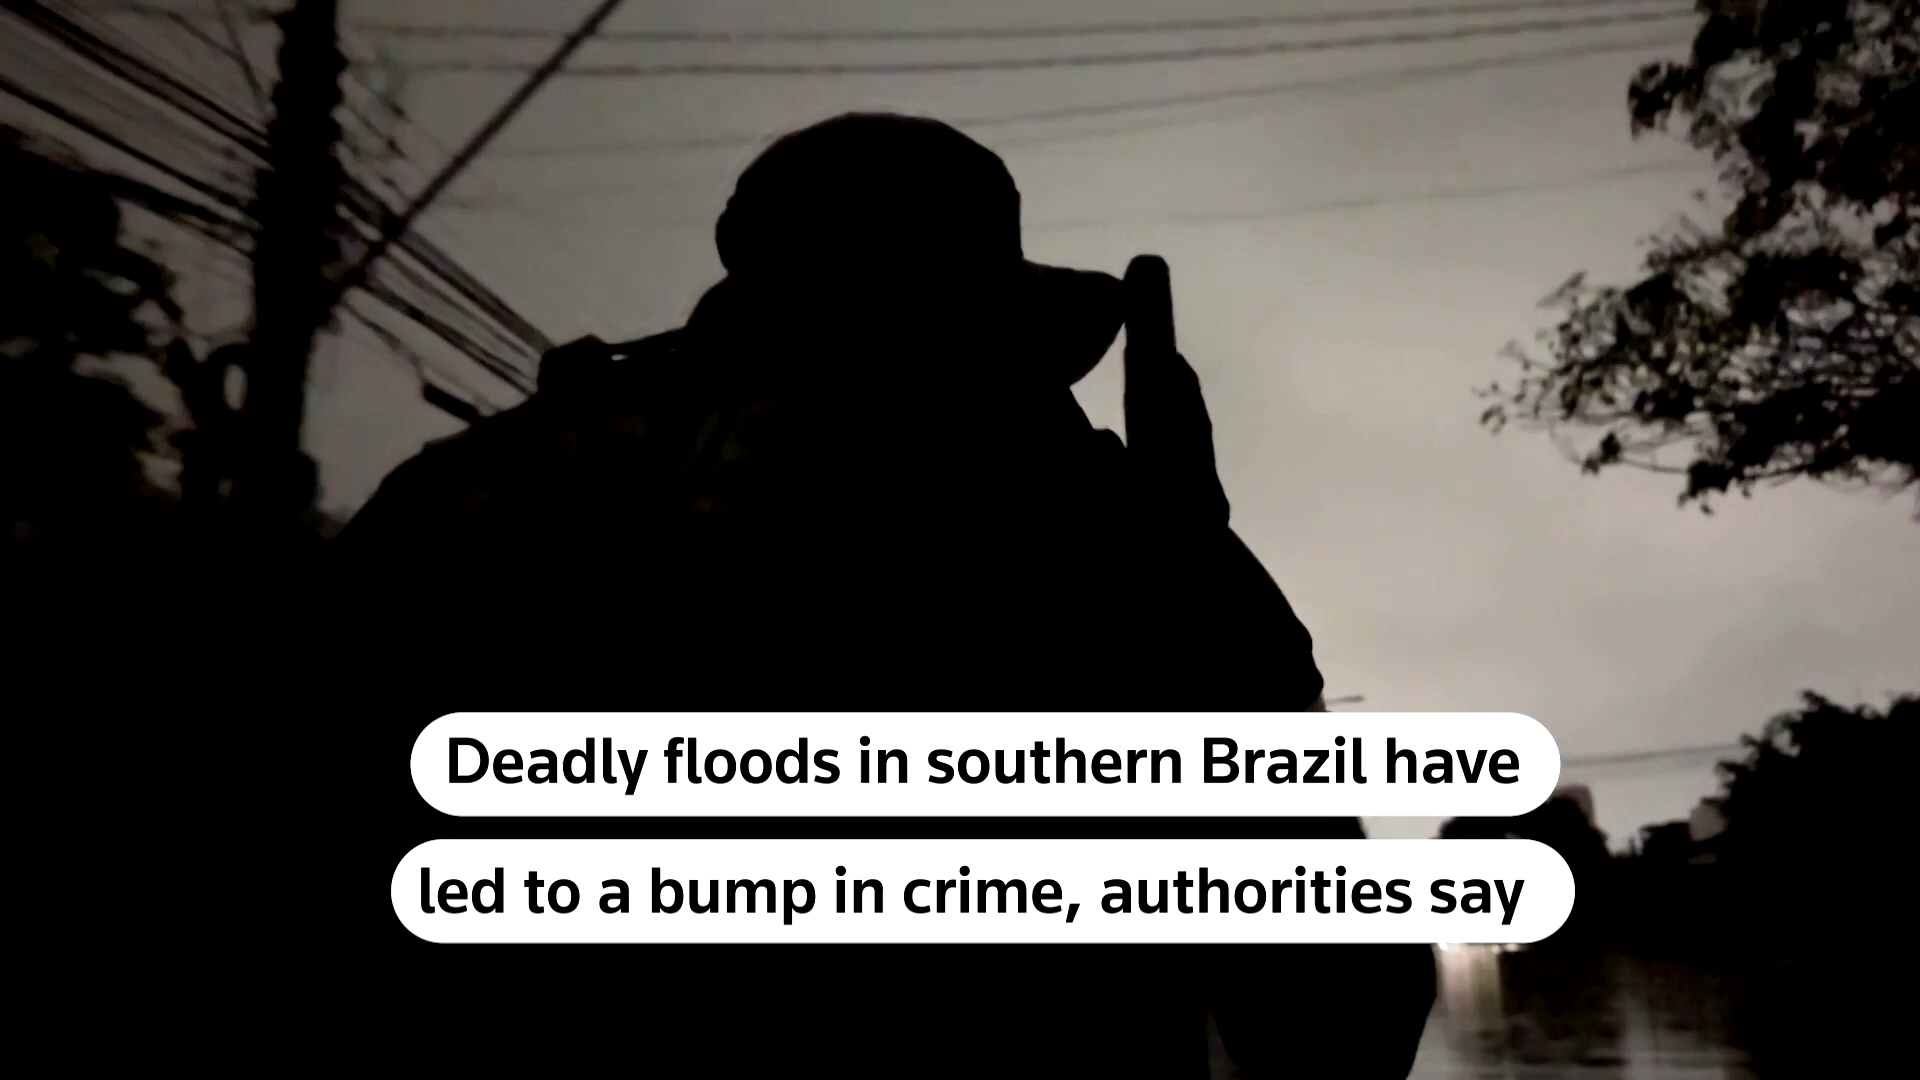 Deadly floods in southern Brazil have
led to a bump in crime, authorities say